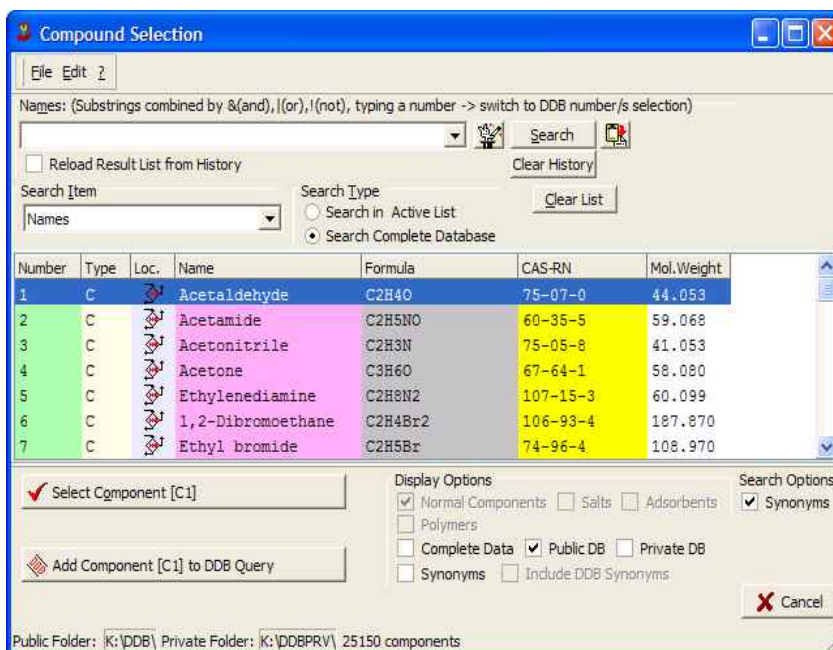 Compound Selection
File Edit ?
Names: (Substrings combined by &(and),|(or),!(not), typing a number -> switch to DDB number/s selection)
Search
Reload Result List from History
Clear History
Search Item
Search Type
Clear List
Names
Search in Active List
Search Complete Database
Number Type Loc. Name Formula CAS-RN Mol.Weight
1 C Acetaldehyde C2H4O 75-07-0 44.053
2 C Acetamide C2H5NO 60-35-5 59.068
3 C Acetonitrile C2H3N 75-05-8 41.053
4 C Acetone C3H6O 67-64-1 58.080
5 C Ethylenediamine C2H8N2 107-15-3 60.099
6 C 1,2-Dibromoethane C2H4Br2 106-93-4 187.870
7 C Ethyl bromide C2H5Br 74-96-4 108.970
Select Component [C1]
Display Options
Search Options
Normal Components Salts Adsorbents
Synonyms
Polymers
Complete Data Public DB Private DB
Add Component [C1] to DDB Query
Synonyms Include DDB Synonyms
Cancel
Public Folder: K:\DDB\ Private Folder: K:\DDBPRV\ 25150 components